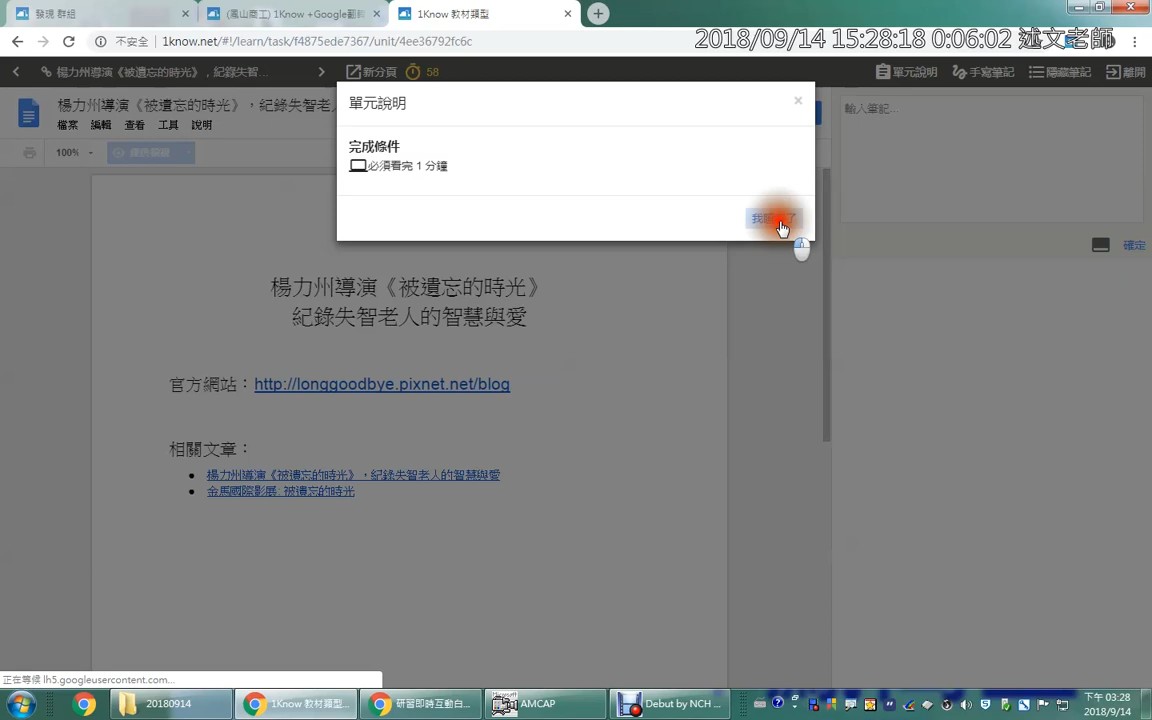 發現 群組
(鳳山商工) 1Know +Google翻轉
1Know 教材類型
不安全
1know.net/#!/learn/task/f4875ede7367/unit/4ee36792fc6c
2018/09/14 15:28:18 0:06:02 述文老師
楊力州導演《被遺忘的時光》，紀錄失智...
新分頁
58
單元說明
手寫筆記
隱藏筆記
離開
楊力州導演《被遺忘的時光》，紀錄失智老人
檔案 編輯 查看 工具 說明
100%
單元說明
×
完成條件
必須看完 1 分鐘
輸入筆記...
確定
楊力州導演《被遺忘的時光》
紀錄失智老人的智慧與愛
官方網站：http://longgoodbye.pixnet.net/blog
相關文章：
楊力州導演《被遺忘的時光》，紀錄失智老人的智慧與愛
金馬國際影展: 被遺忘的時光
正在等候 lh5.googleusercontent.com...
20180914
1Know 教材類型...
研習即時互動白...
AMCAP
Debut by NCH ...
下午 03:28
2018/9/14